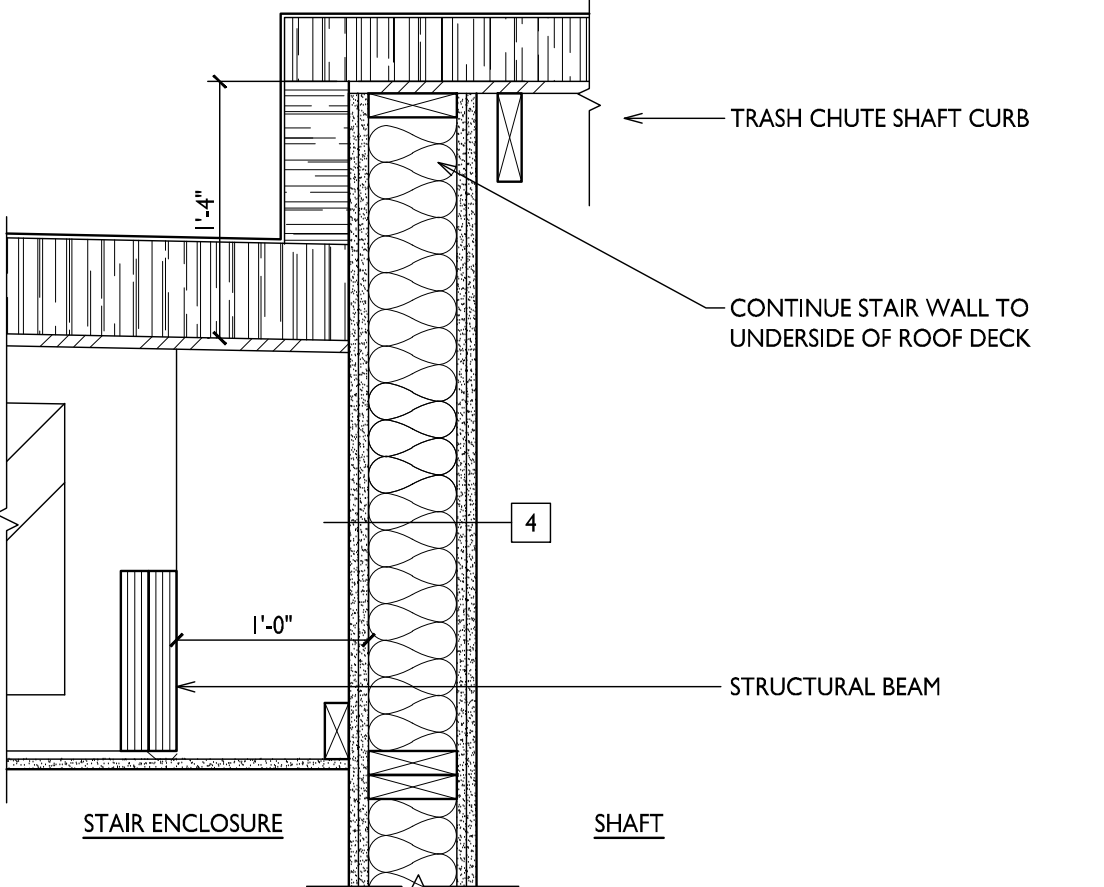 TRASH CHUTE SHAFT CURB
1'-4"
CONTINUE STAIR WALL TO
UNDERSIDE OF ROOF DECK
4
1'-0"
STRUCTURAL BEAM
STAIR ENCLOSURE
SHAFT